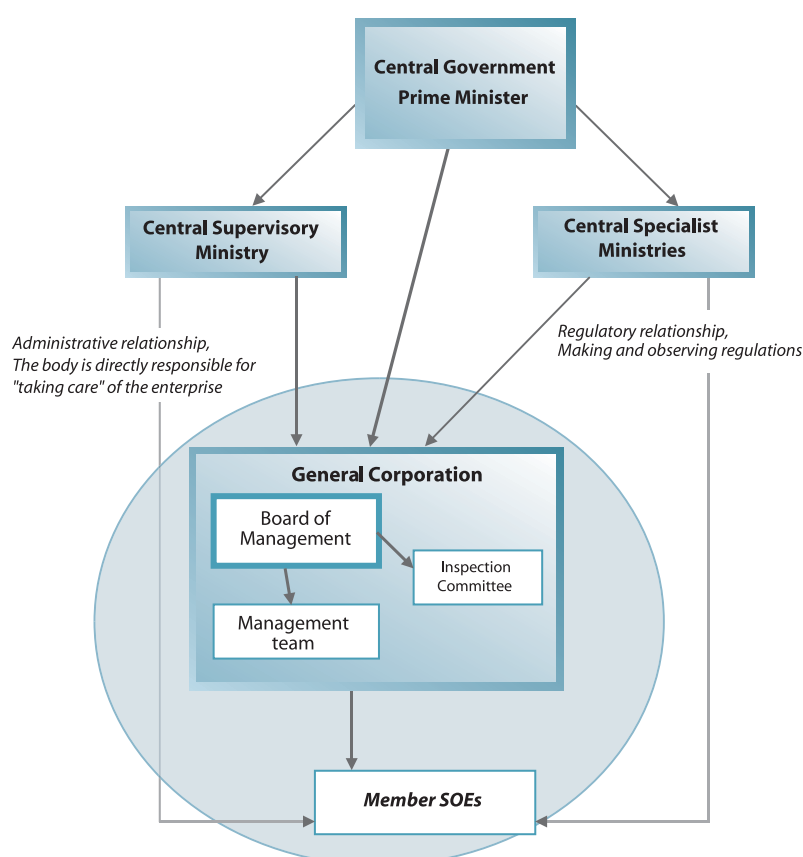 Central Government
Prime Minister
Central Supervisory
Ministry
Central Specialist
Ministries
Administrative relationship,
The body is directly responsible for
"taking care" of the enterprise
Regulatory relationship,
Making and observing regulations
General Corporation
Board of
Management
Inspection
Committee
Management
team
Member SOEs